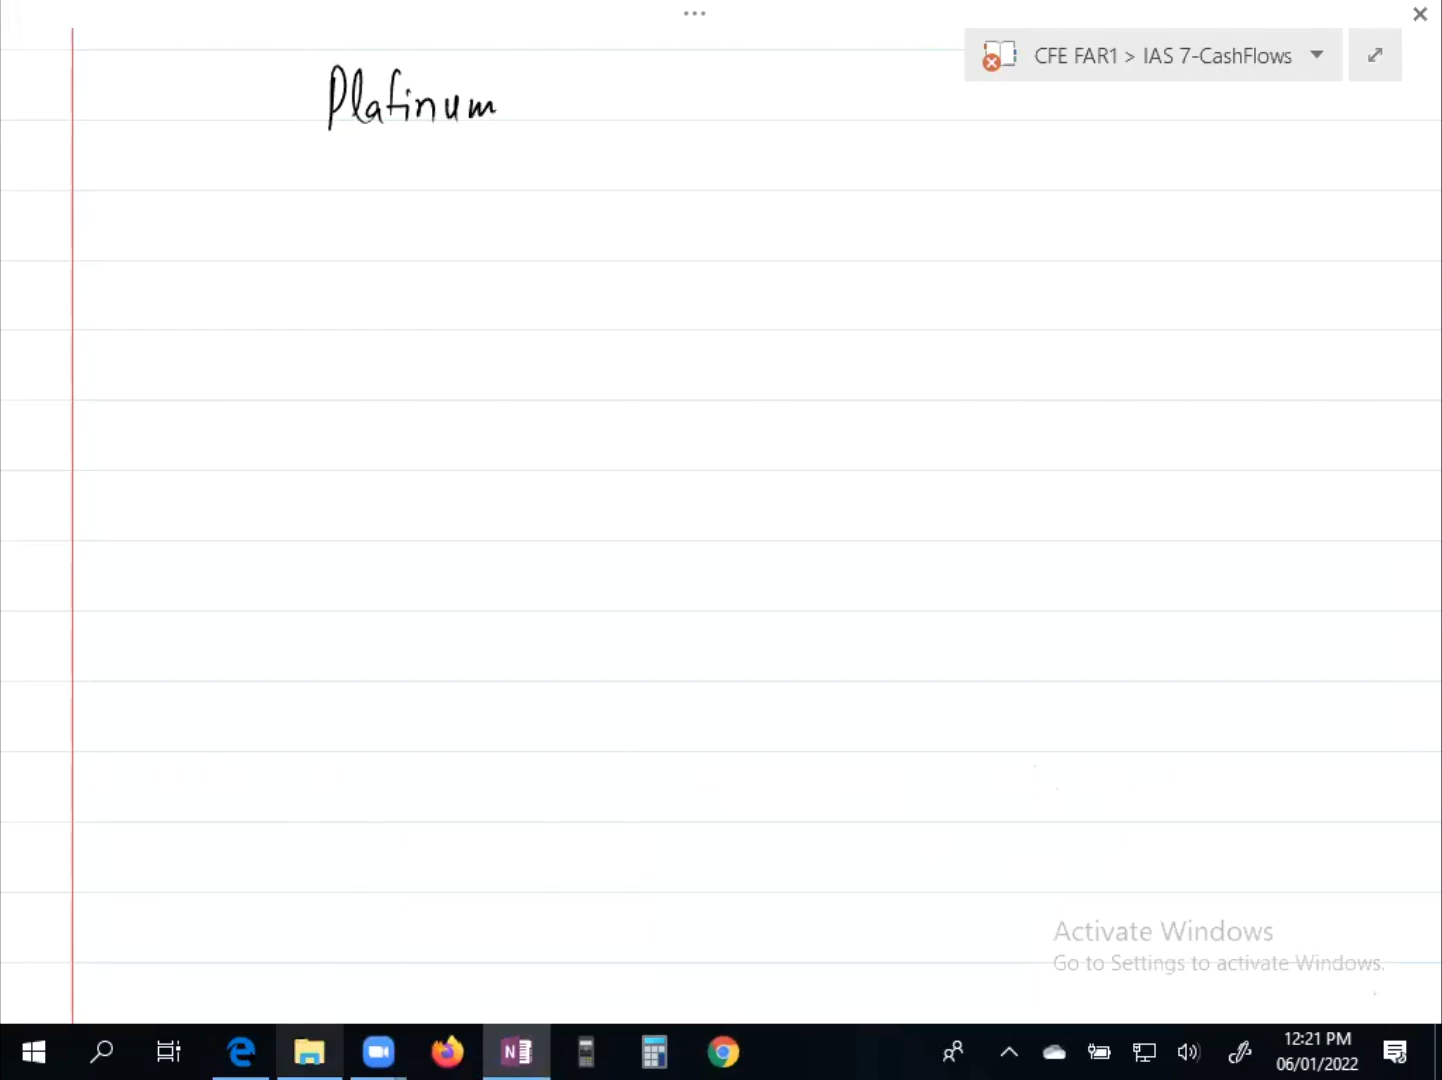 CFE FAR1 > IAS 7-CashFlows
Platinum
Activate Windows
Go to Settings to activate Windows.
12:21 PM
06/01/2022